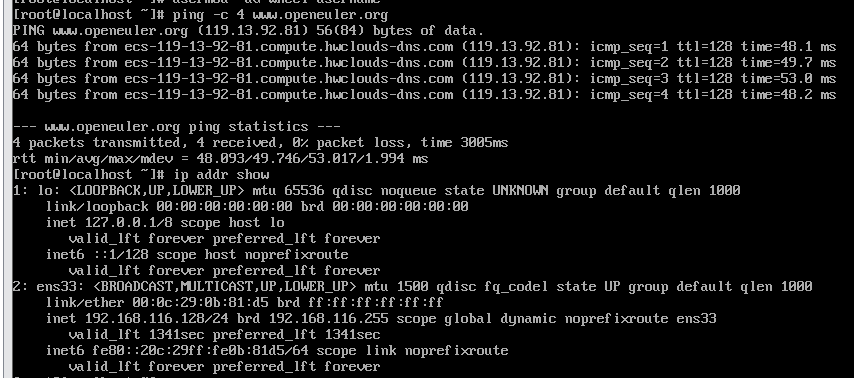 [root@localhost ~]# usermod -aG wheel username
[root@localhost ~]# ping -c 4 www.openeuler.org
PING www.openeuler.org (119.13.92.81) 56(84) bytes of data.
64 bytes from ecs-119-13-92-81.compute.hwclouds-dns.com (119.13.92.81): icmp_seq=1 ttl=128 time=48.1 ms
64 bytes from ecs-119-13-92-81.compute.hwclouds-dns.com (119.13.92.81): icmp_seq=2 ttl=128 time=49.7 ms
64 bytes from ecs-119-13-92-81.compute.hwclouds-dns.com (119.13.92.81): icmp_seq=3 ttl=128 time=53.0 ms
64 bytes from ecs-119-13-92-81.compute.hwclouds-dns.com (119.13.92.81): icmp_seq=4 ttl=128 time=48.2 ms
--- www.openeuler.org ping statistics ---
4 packets transmitted, 4 received, 0% packet loss, time 3005ms
rtt min/avg/max/mdev = 48.093/49.746/53.017/1.994 ms
[root@localhost ~]# ip addr show
1: lo: <LOOPBACK,UP,LOWER_UP> mtu 65536 qdisc noqueue state UNKNOWN group default qlen 1000
    link/loopback 00:00:00:00:00:00 brd 00:00:00:00:00:00
    inet 127.0.0.1/8 scope host lo
       valid_lft forever preferred_lft forever
    inet6 ::1/128 scope host noprefixroute
       valid_lft forever preferred_lft forever
2: ens33: <BROADCAST,MULTICAST,UP,LOWER_UP> mtu 1500 qdisc fq_codel state UP group default qlen 1000
    link/ether 00:0c:29:0b:81:d5 brd ff:ff:ff:ff:ff:ff
    inet 192.168.116.128/24 brd 192.168.116.255 scope global dynamic noprefixroute ens33
       valid_lft 1341sec preferred_lft 1341sec
    inet6 fe80::20c:29ff:fe0b:81d5/64 scope link noprefixroute
       valid_lft forever preferred_lft forever